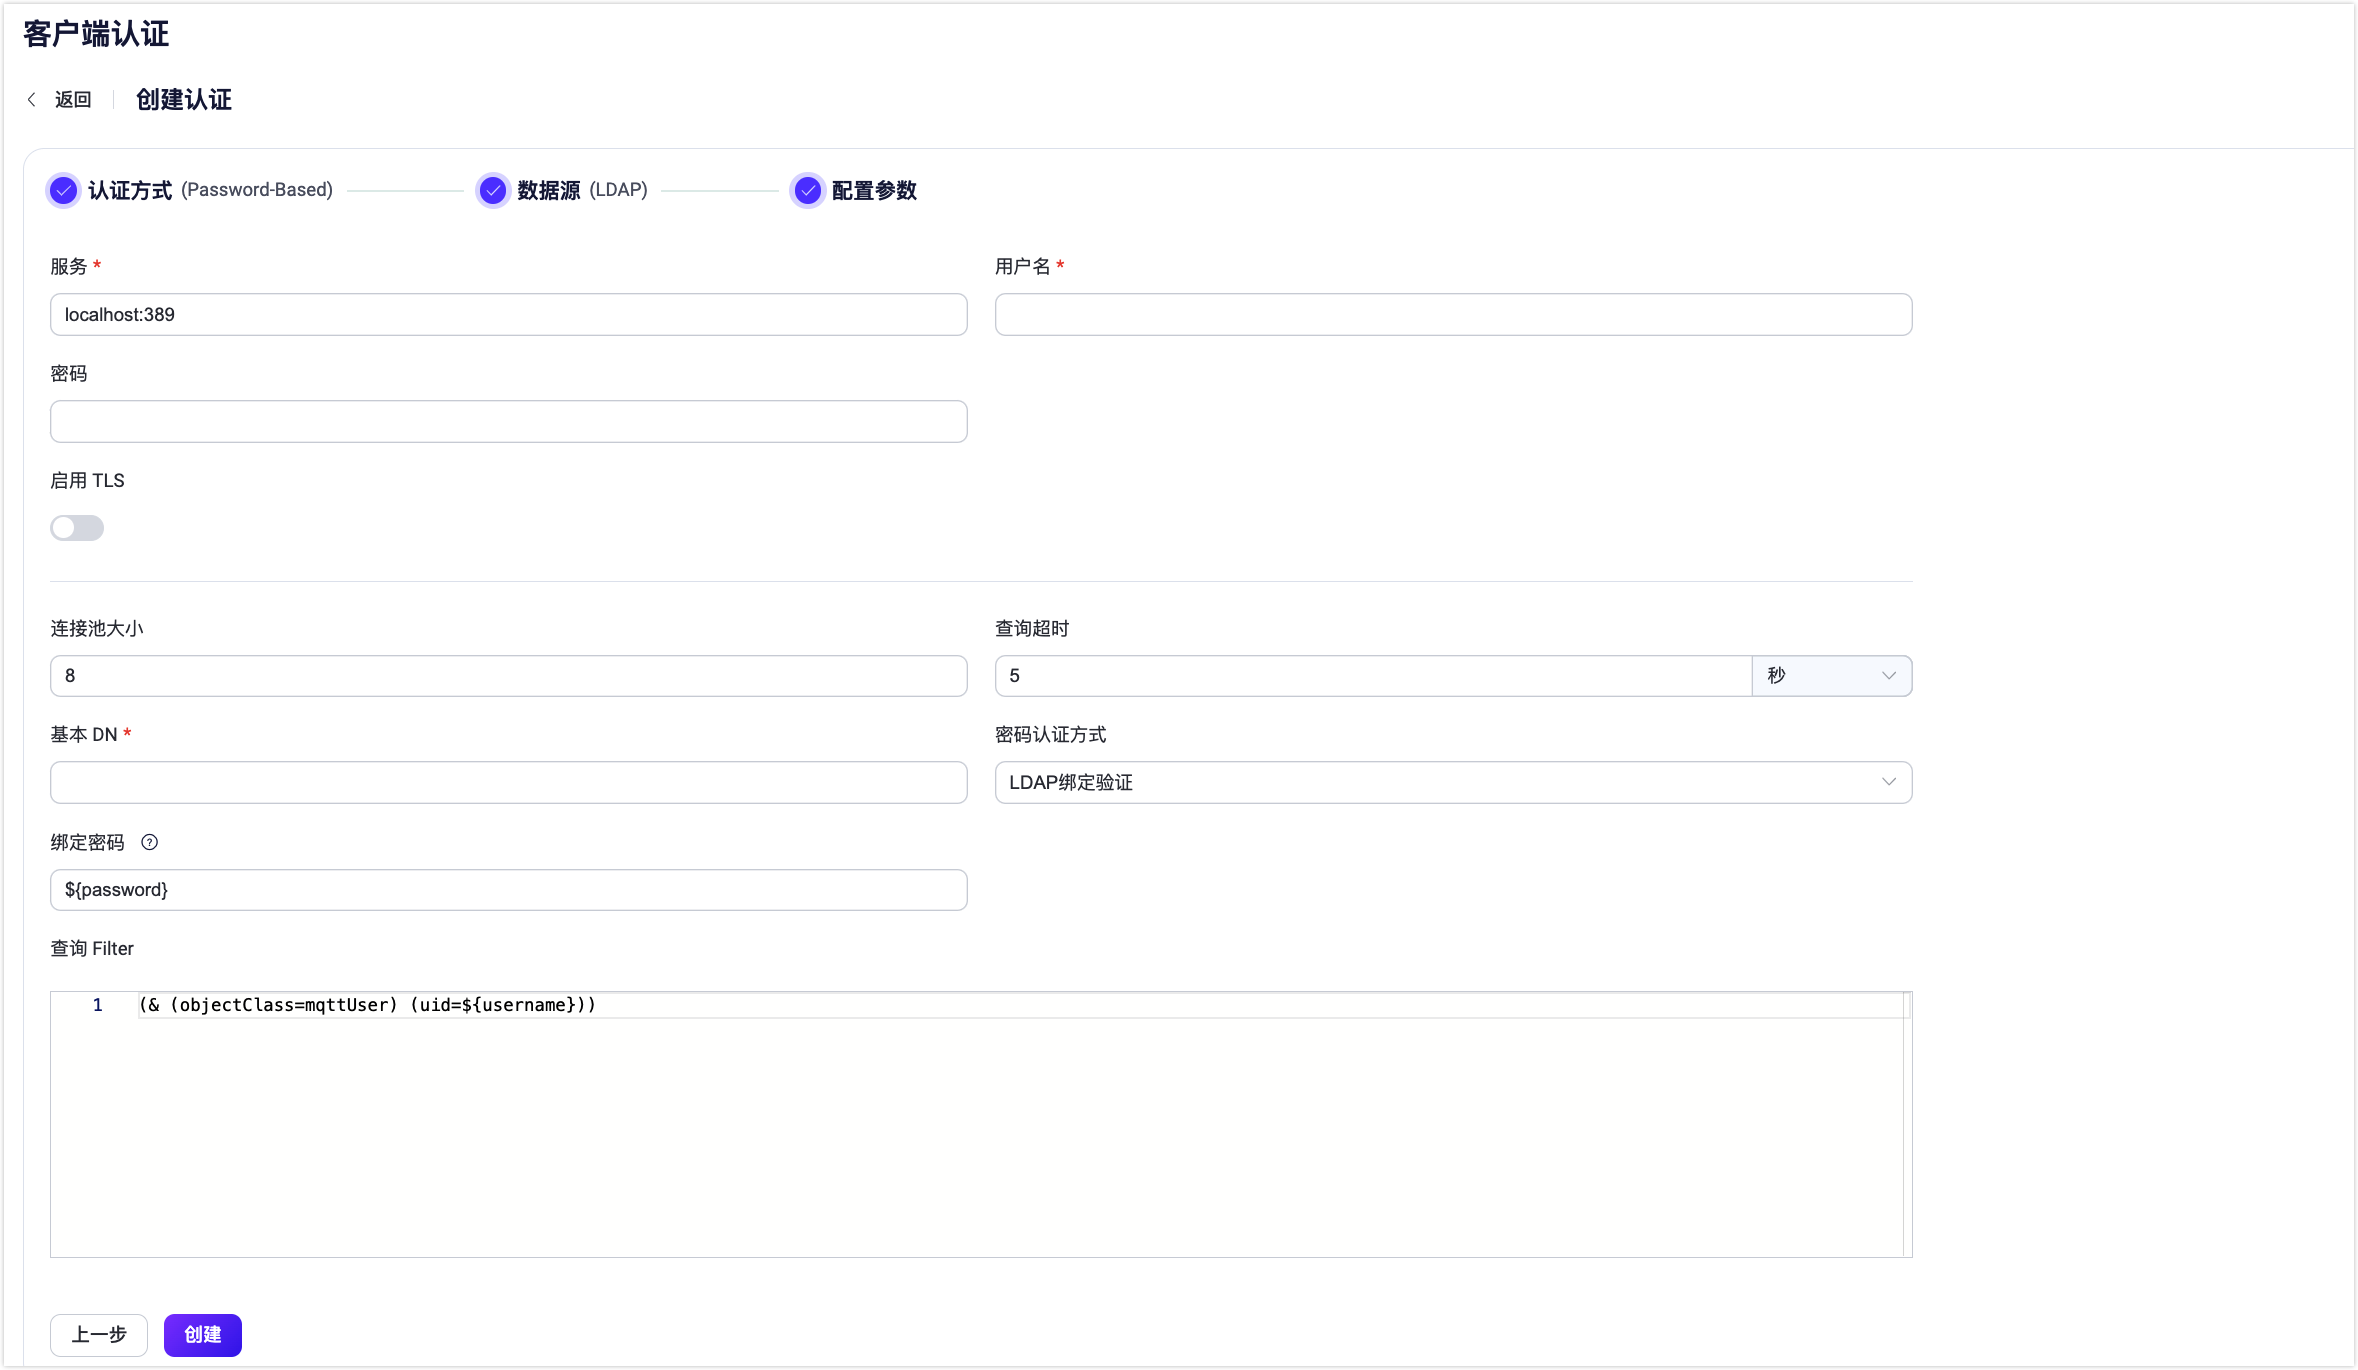 客户端认证
返回 创建认证
认证方式 (Password-Based) 数据源 (LDAP) 配置参数
服务 * 用户名 *
localhost:389
密码
启用 TLS
连接池大小 查询超时
8 5 秒
基本 DN * 密码认证方式
LDAP绑定验证
绑定密码 ?
${password}
查询 Filter
1 (& (objectClass=mqttUser) (uid=${username}))
上一步 创建